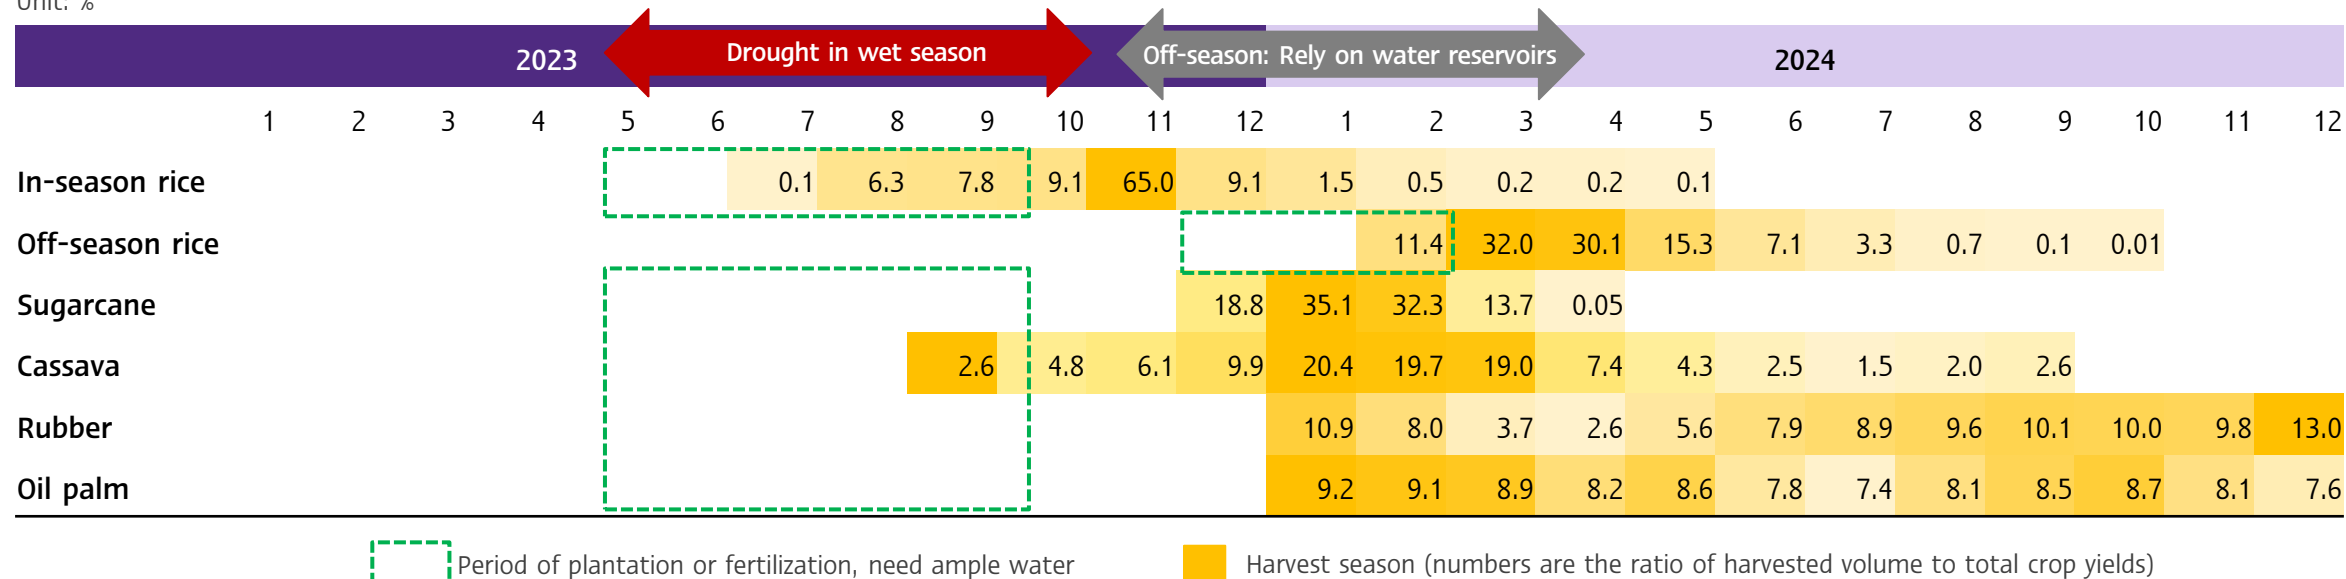 Unit: %
2023 Drought in wet season Off-season: Rely on water reservoirs 2024
1 2 3 4 5 6 7 8 9 10 11 12 1 2 3 4 5 6 7 8 9 10 11 12
In-season rice 0.1 6.3 7.8 9.1 65.0 9.1 1.5 0.5 0.2 0.2 0.1
Off-season rice 11.4 32.0 30.1 15.3 7.1 3.3 0.7 0.1 0.01
Sugarcane 18.8 35.1 32.3 13.7 0.05
Cassava 2.6 4.8 6.1 9.9 20.4 19.7 19.0 7.4 4.3 2.5 1.5 2.0 2.6
Rubber 10.9 8.0 3.7 2.6 5.6 7.9 8.9 9.6 10.1 10.0 9.8 13.0
Oil palm 9.2 9.1 8.9 8.2 8.6 7.8 7.4 8.1 8.5 8.7 8.1 7.6
Period of plantation or fertilization, need ample water Harvest season (numbers are the ratio of harvested volume to total crop yields)